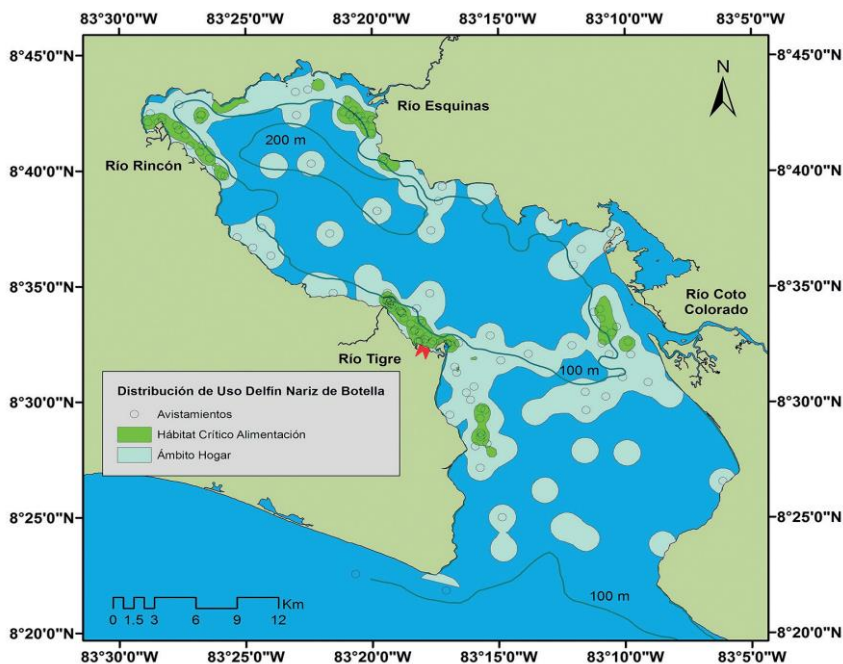 83°30'0"W 83°25'0"W 83°20'0"W 83°15'0"W 83°10'0"W 83°5'0"W
8°45'0"N
8°45'0"N
N
Río Esquinas
200 m
Río Rincón
8°40'0"N
8°40'0"N
8°35'0"N
8°35'0"N
Río Coto
Colorado
Río Tigre
100 m
Distribución de Uso Delfín Nariz de Botella
Avistamientos
Hábitat Crítico Alimentación
Ámbito Hogar
8°30'0"N
8°30'0"N
8°25'0"N
8°25'0"N
100 m
Km
0 1.5 3 6 9 12
8°20'0"N
8°20'0"N
83°30'0"W 83°25'0"W 83°20'0"W 83°15'0"W 83°10'0"W 83°5'0"W